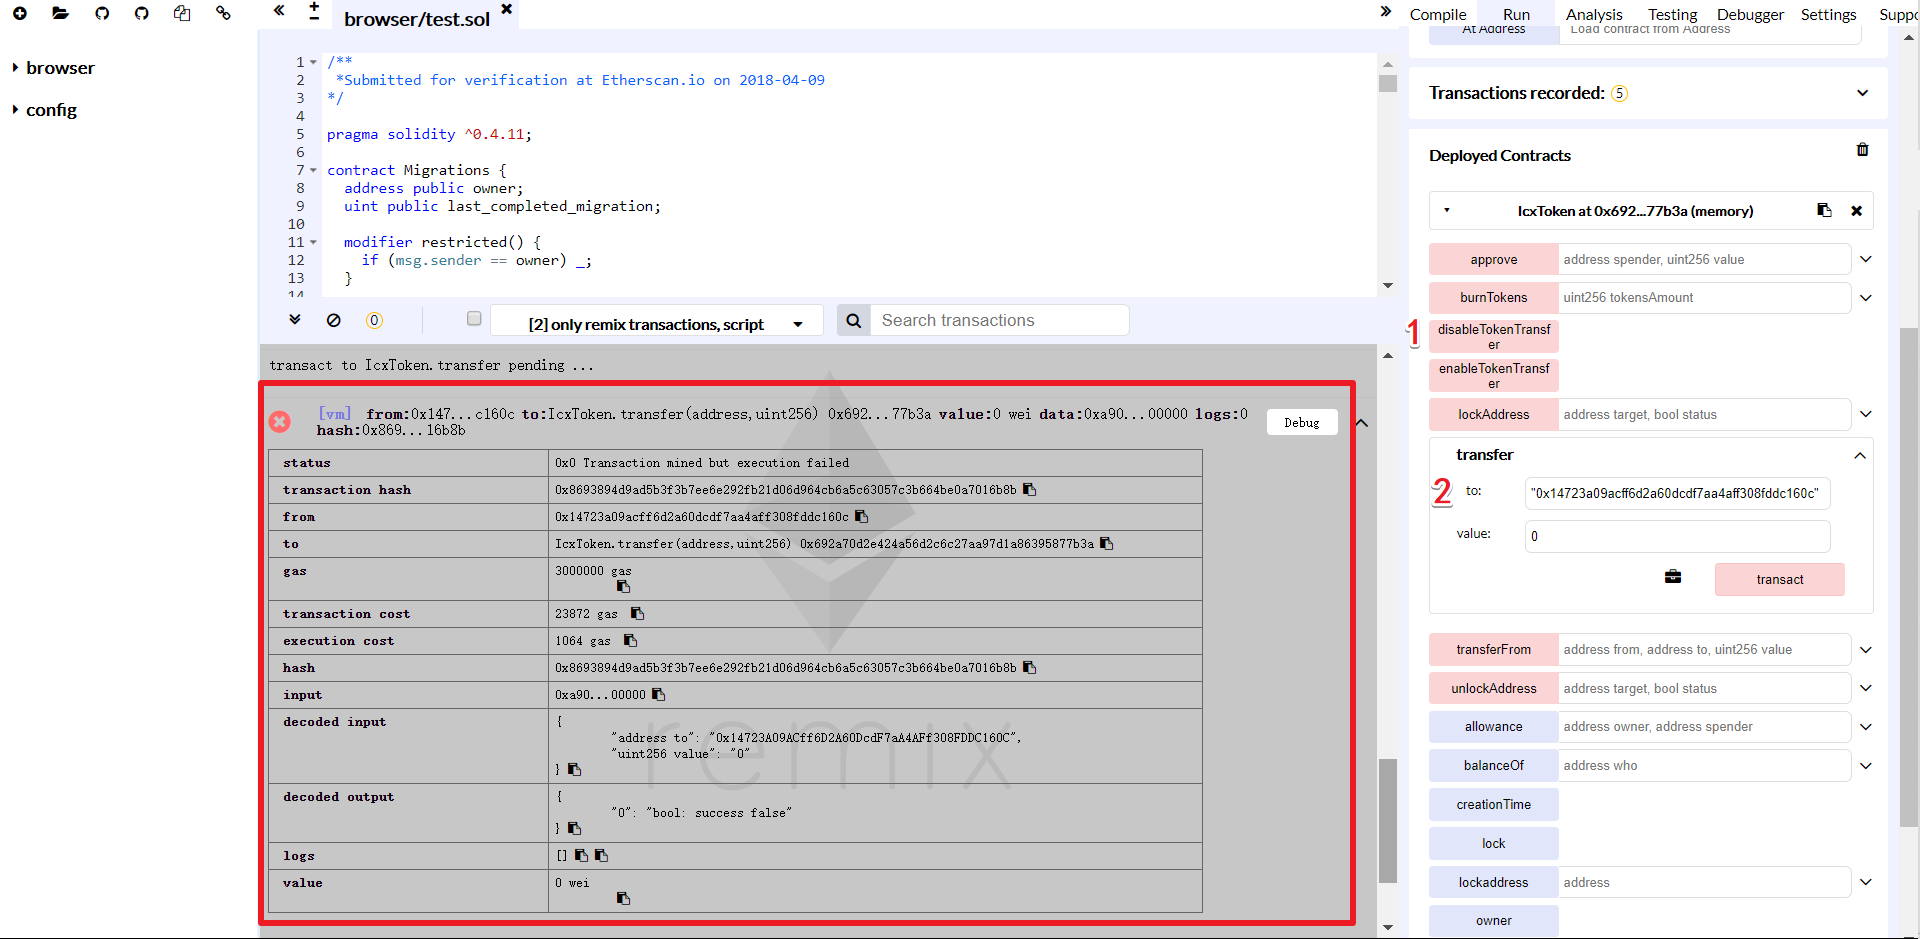 browser/test.sol
Compile Run Analysis Testing Debugger Settings Suppo
browser
config
1 /**
2 *Submitted for verification at Etherscan.io on 2018-04-09
3 */
4
5 pragma solidity ^0.4.11;
6
7 contract Migrations {
8 address public owner;
9 uint public last_completed_migration;
10
11 modifier restricted() {
12 if (msg.sender == owner) _;
13 }
14
0
[2] only remix transactions, script
Search transactions
transact to IcxToken.transfer pending ...
[vm] from:0x147...c160c to:IcxToken.transfer(address,uint256) 0x692...77b3a value:0 wei data:0xa90...00000 logs:0
hash:0x869...16b8b
Debug
status 0x0 Transaction mined but execution failed
transaction hash 0x8693894d9ad5b3f3b7ee6e292fb21d06d964cb6a5c63057c3b664be0a7016b8b
from 0x14723a09acff6d2a60dcdf7aa4aff308fddc160c
to IcxToken.transfer(address,uint256) 0x692a70d2e424a56d2c6c27aa97d1a86395877b3a
gas 3000000 gas
transaction cost 23872 gas
execution cost 1064 gas
hash 0x8693894d9ad5b3f3b7ee6e292fb21d06d964cb6a5c63057c3b664be0a7016b8b
input 0xa90...00000
decoded input {
"address to": "0x14723A09ACff6D2A60DcdF7aA4AFf308FDDC160C",
"uint256 value": "0"
}
decoded output {
"0": "bool: success false"
}
logs []
value 0 wei
remix
At Address Load contract from Address
Transactions recorded: 5
Deployed Contracts
IcxToken at 0x692...77b3a (memory)
approve address spender, uint256 value
burnTokens uint256 tokensAmount
1
disableTokenTransf
er
enableTokenTransf
er
lockAddress address target, bool status
transfer
2
to: "0x14723a09acff6d2a60dcdf7aa4aff308fddc160c"
value: 0
transact
transferFrom address from, address to, uint256 value
unlockAddress address target, bool status
allowance address owner, address spender
balanceOf address who
creationTime
lock
lockaddress address
owner